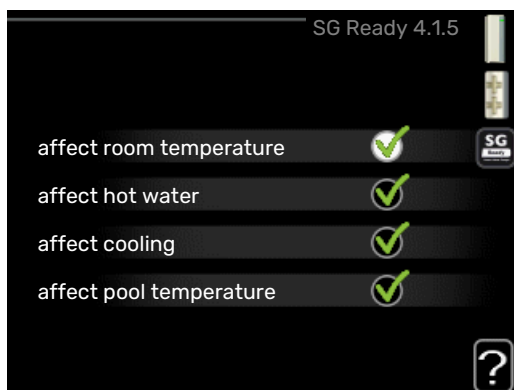 SG Ready 4.1.5
affect room temperature
SG
Ready
affect hot water
affect cooling
affect pool temperature
?